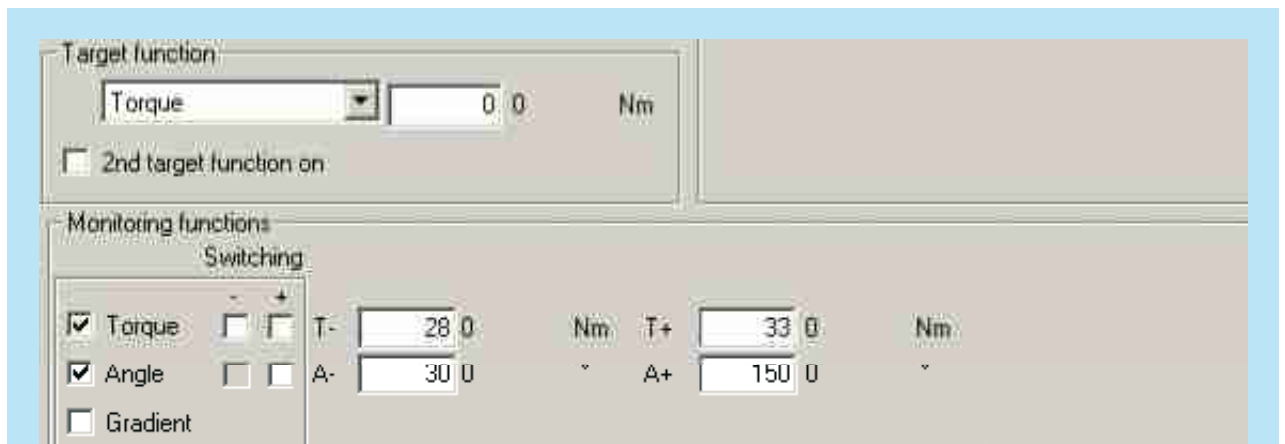 Target function
Torque 0 0 Nm
2nd target function on
Monitoring functions
Switching
- +
Torque T- 28 0 Nm T+ 33 0 Nm
Angle A- 30 0 ° A+ 150 0 °
Gradient